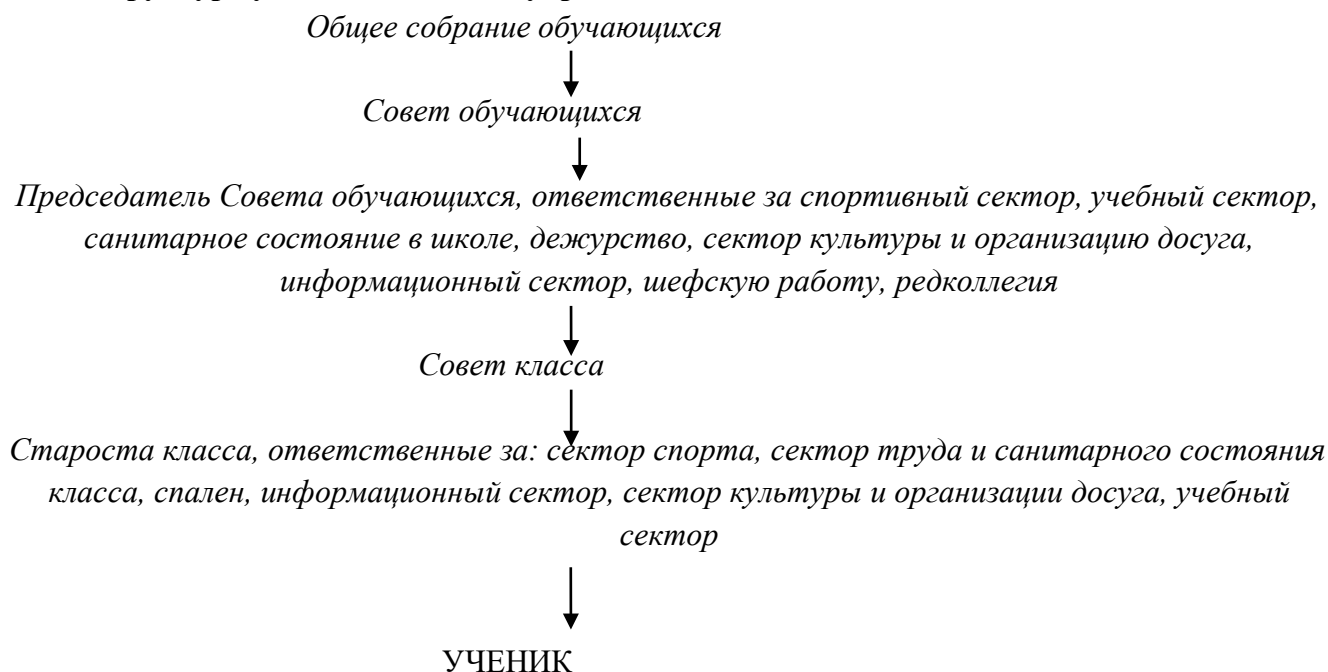 Общее собрание обучающихся
Совет обучающихся
Председатель Совета обучающихся, ответственные за спортивный сектор, учебный сектор,
санитарное состояние в школе, дежурство, сектор культуры и организацию досуга,
информационный сектор, шефскую работу, редколлегия
Совет класса
Староста класса, ответственные за: сектор спорта, сектор труда и санитарного состояния
класса, спален, информационный сектор, сектор культуры и организации досуга, учебный
сектор
УЧЕНИК